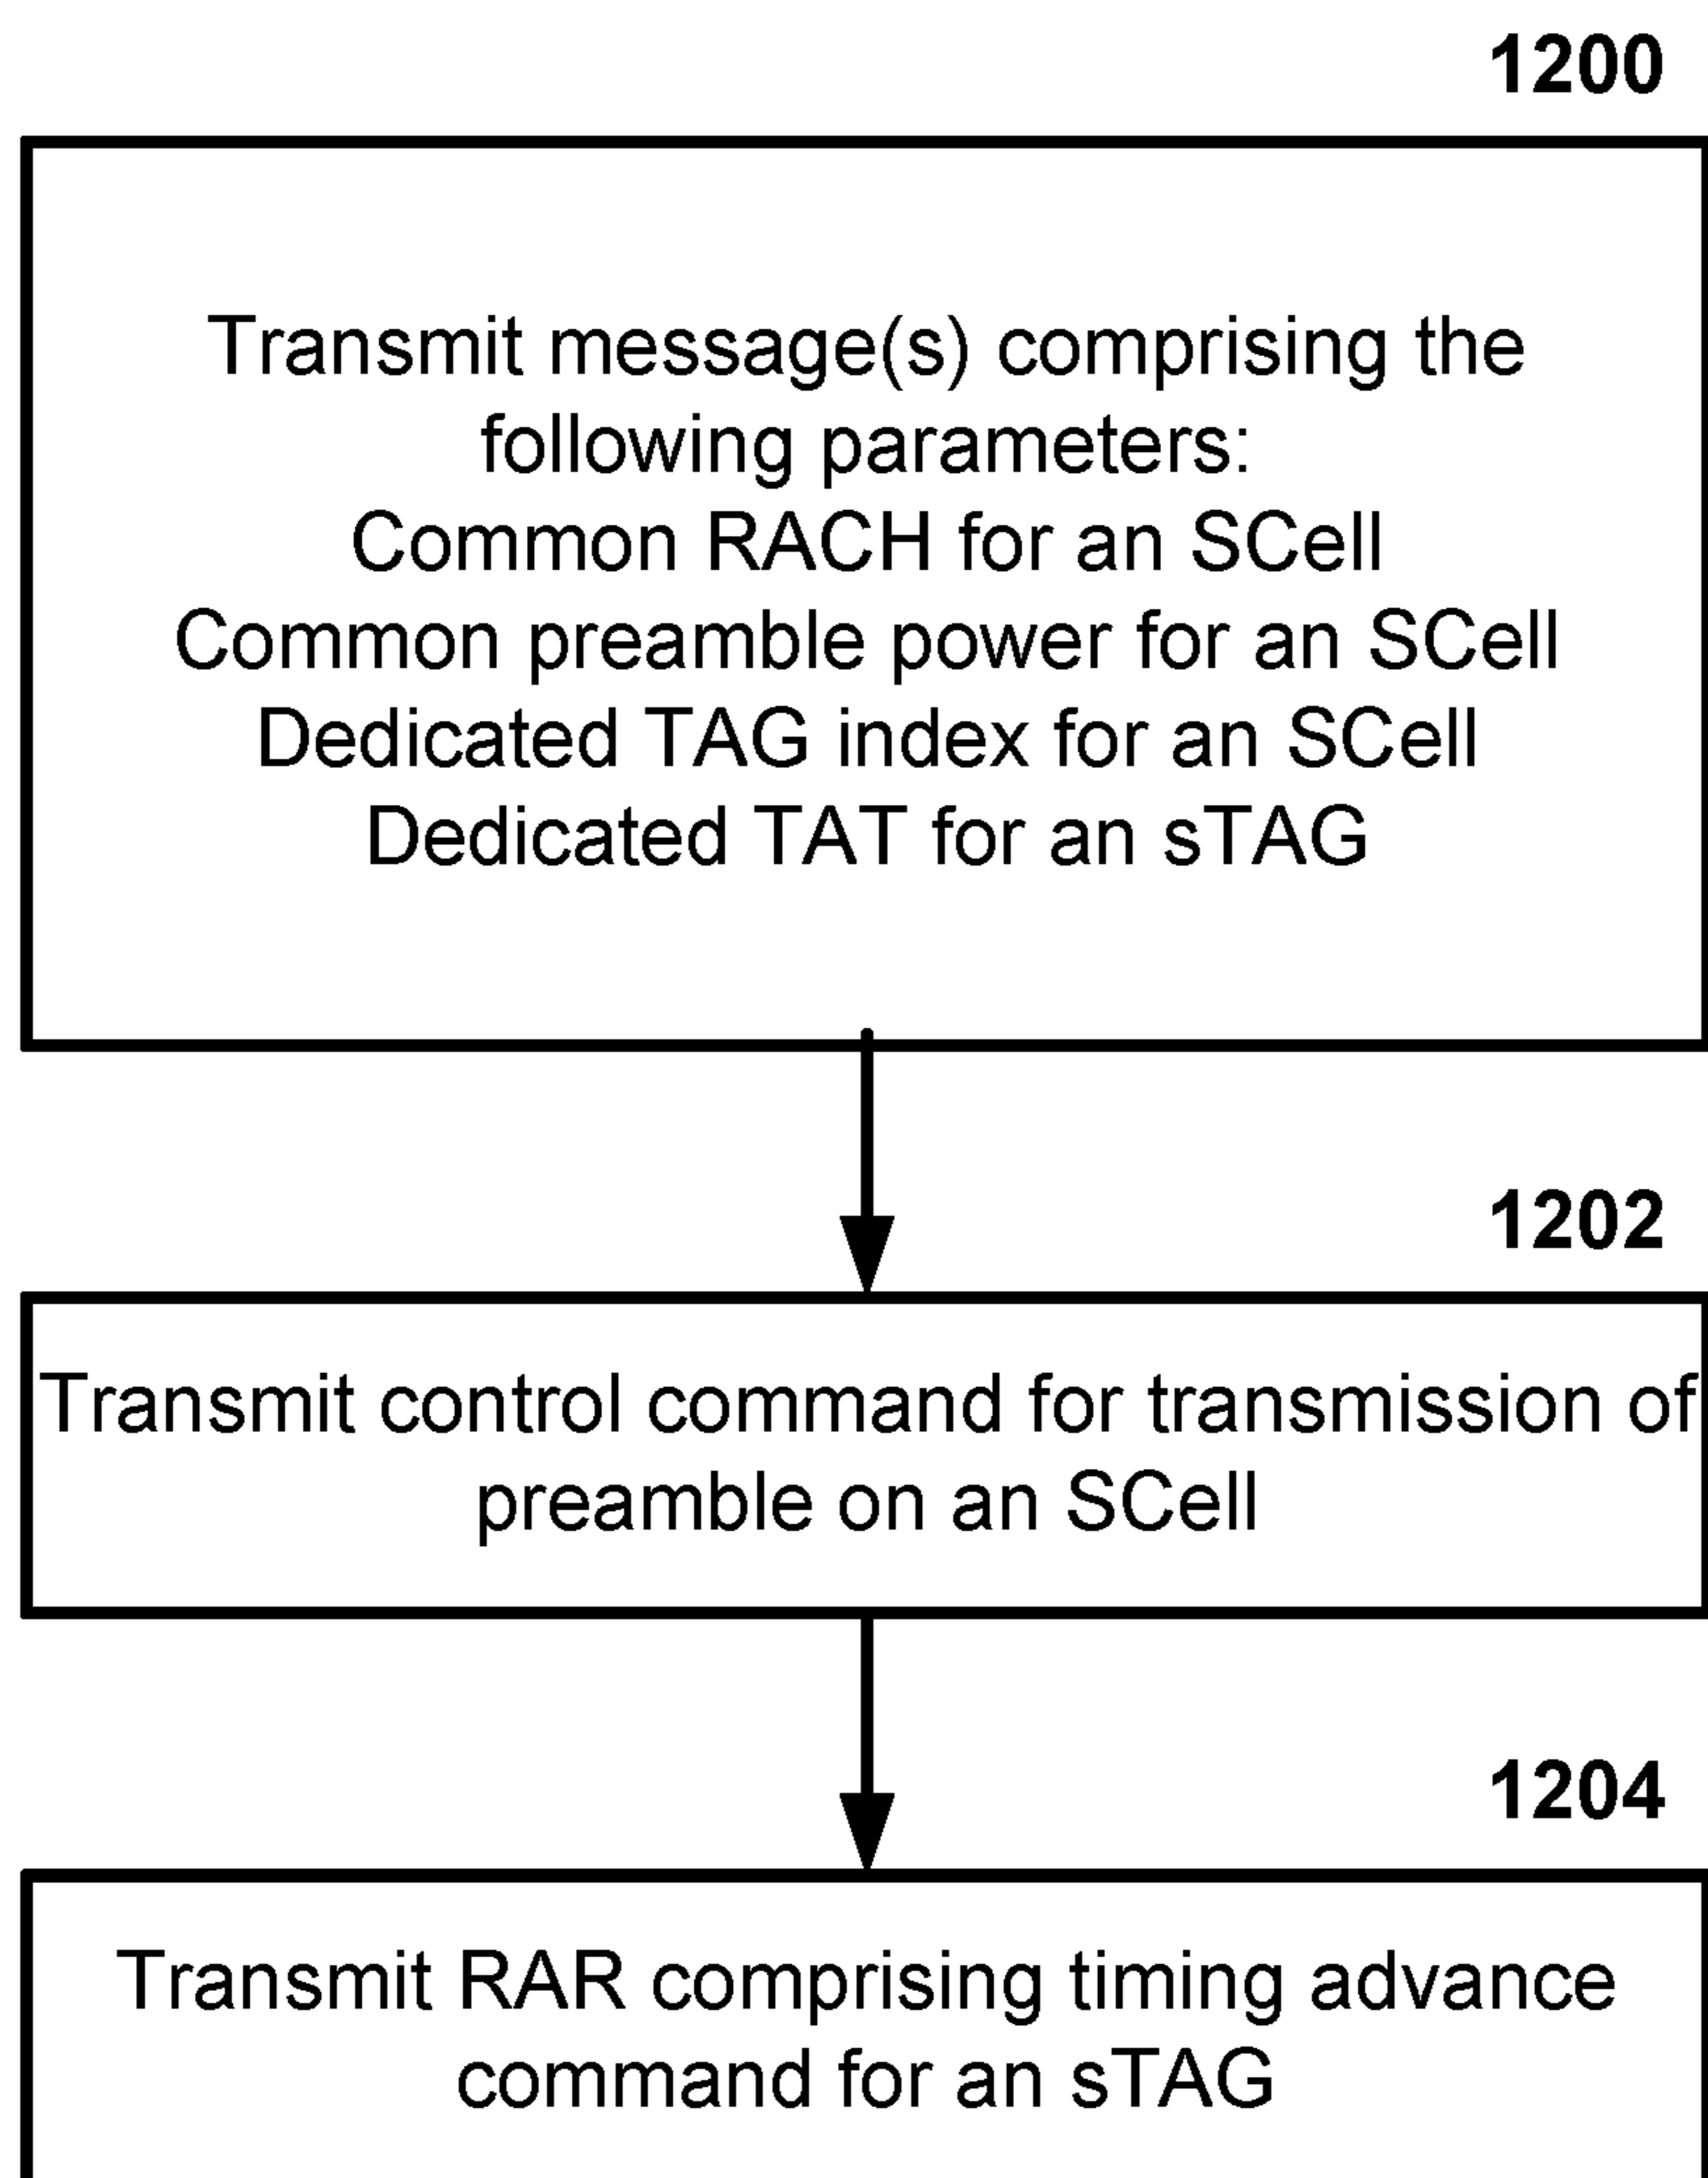 1200
Transmit message(s) comprising the
following parameters:
Common RACH for an SCell
Common preamble power for an SCell
Dedicated TAG index for an SCell
Dedicated TAT for an sTAG
1202
Transmit control command for transmission of
preamble on an SCell
1204
Transmit RAR comprising timing advance
command for an sTAG